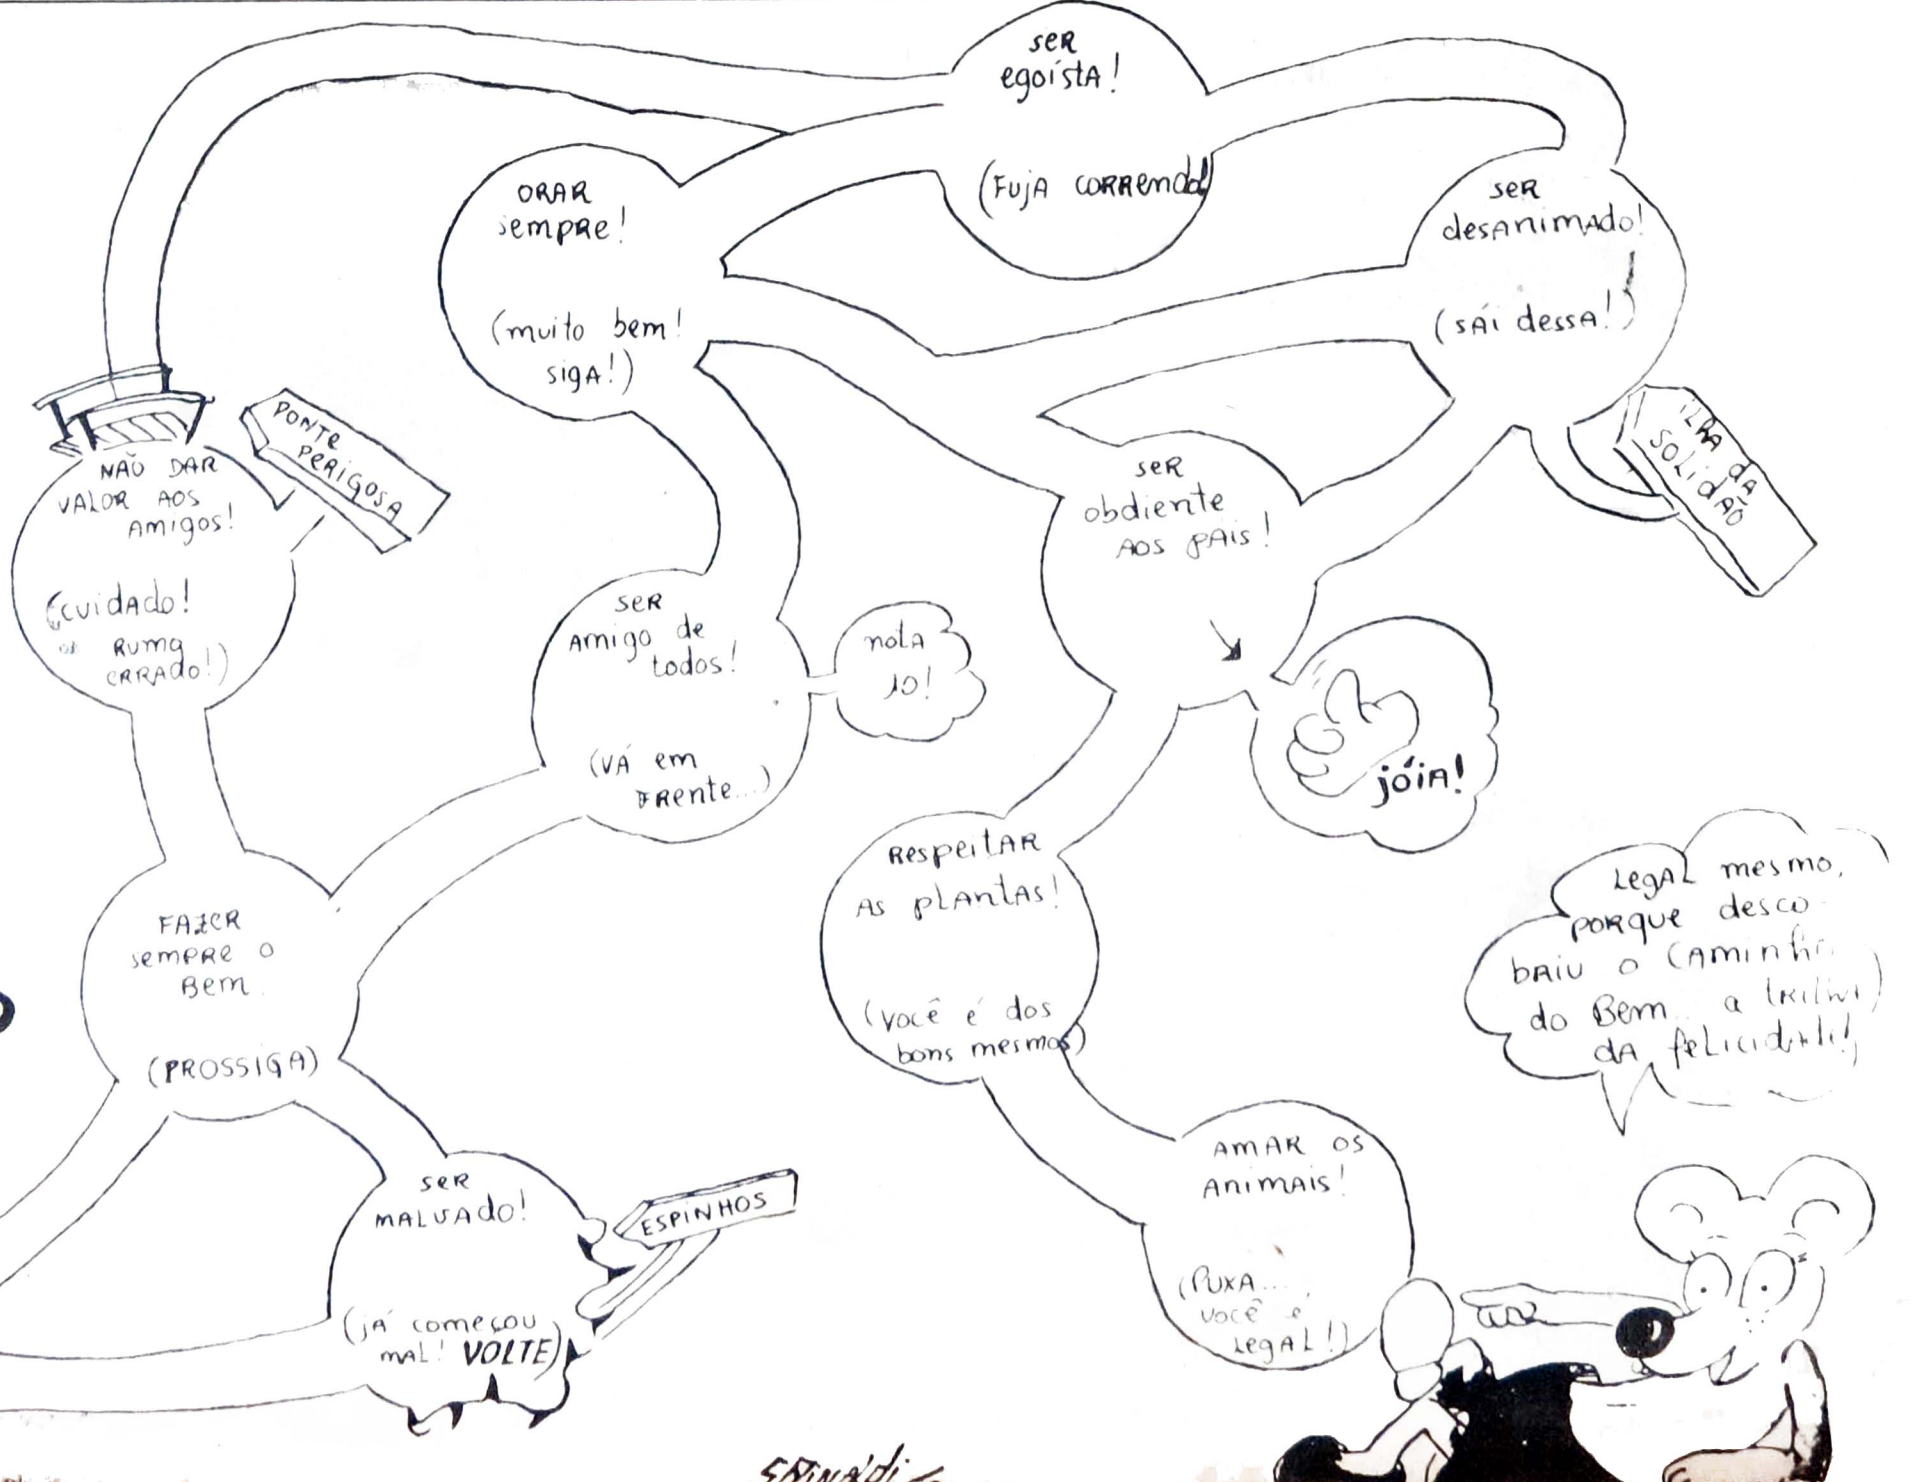 SER
egoísta!
(FUJA CORRENDO!)
ORAR
sempre!
(muito bem!
siga!)
SER
desanimado!
(SAI dessa!)
PONTE
PERIGOSA
NÃO DAR
VALOR AOS
AMIGOS!
(cuidado!
RUMO
ERRADO!)
ILHA DA
SOLIDÃO
SER
obdiente
AOS PAIS!
SER
AMIGO de
todos!
(VÁ em
FRENTE...)
nota
10!
jóia!
RESPEITAR
AS PLANTAS!
(você é dos
bons mesmos)
FAZER
sempre o
Bem
(PROSSIGA)
LEGAL mesmo,
PORque desco-
BRIU o CAMINHO
do Bem... a trilha
DA felicidade!
SER
MALVADO!
ESPINHOS
(já começou
MAL! VOLTE)
AMAR OS
ANIMAIS!
(PUXA...
você é
LEGAL!)